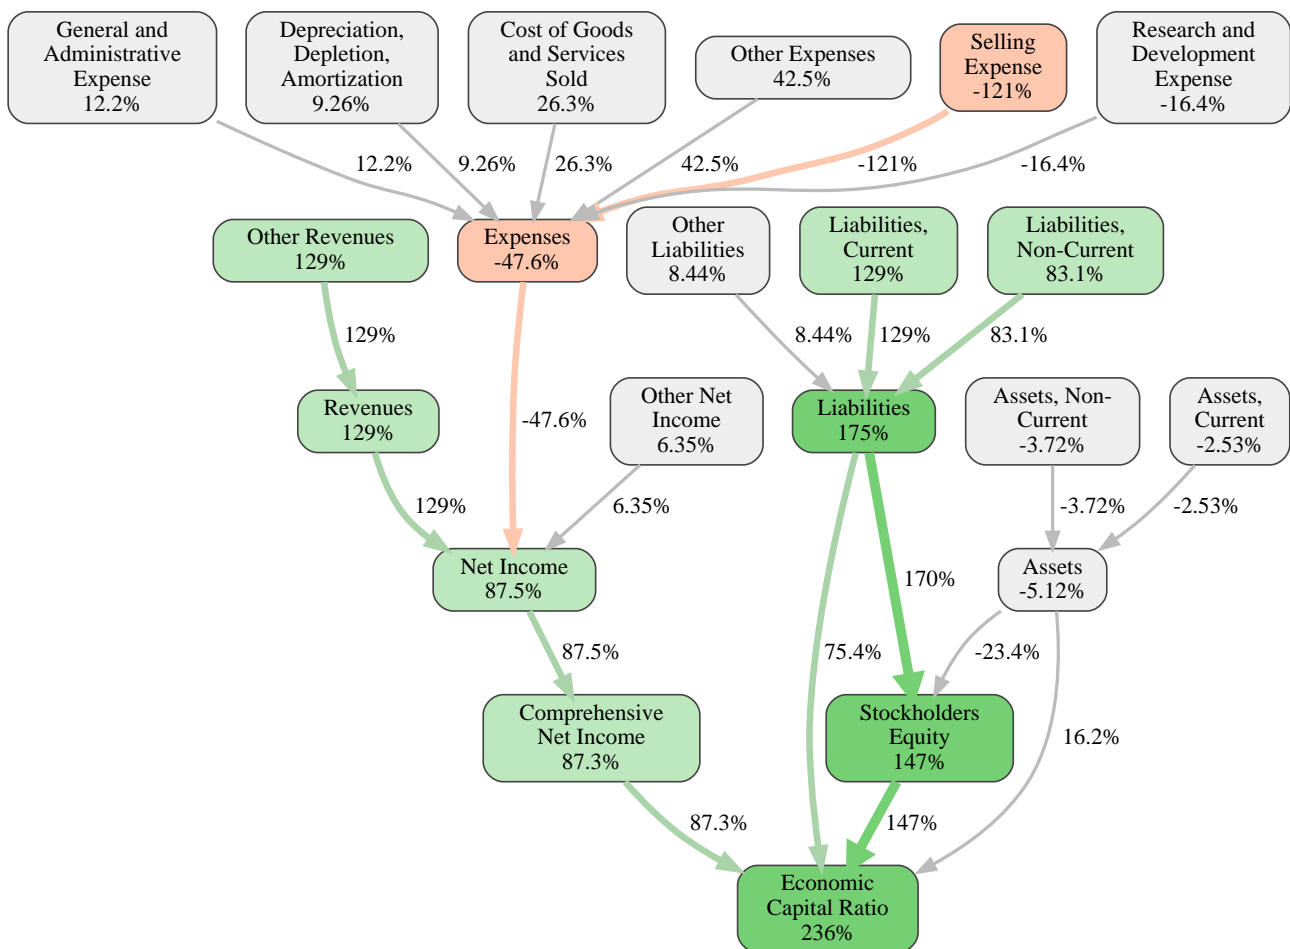 General and
Administrative
Expense
12.2%
Depreciation,
Depletion,
Amortization
9.26%
Cost of Goods
and Services
Sold
26.3%
Other Expenses
42.5%
Selling
Expense
-121%
Research and
Development
Expense
-16.4%
12.2%
9.26%
26.3%
42.5%
-121%
-16.4%
Other Revenues
129%
Expenses
-47.6%
Other
Liabilities
8.44%
Liabilities,
Current
129%
Liabilities,
Non-Current
83.1%
129%
8.44%
129%
83.1%
Revenues
129%
-47.6%
Other Net
Income
6.35%
Liabilities
175%
Assets, Non-
Current
-3.72%
Assets,
Current
-2.53%
129%
6.35%
-3.72%
-2.53%
Net Income
87.5%
170%
Assets
-5.12%
87.5%
75.4%
-23.4%
Comprehensive
Net Income
87.3%
Stockholders
Equity
147%
16.2%
87.3%
147%
Economic
Capital Ratio
236%